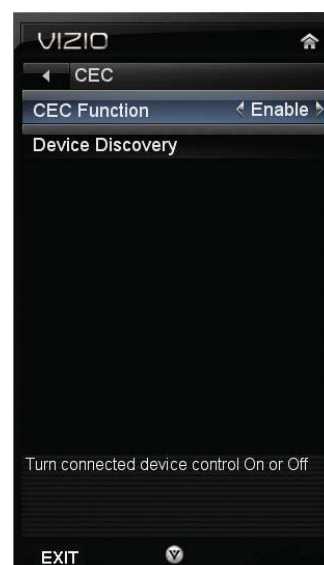 VIZIO
CEC
CEC Function Enable
Device Discovery
Turn connected device control On or Off
EXIT
V